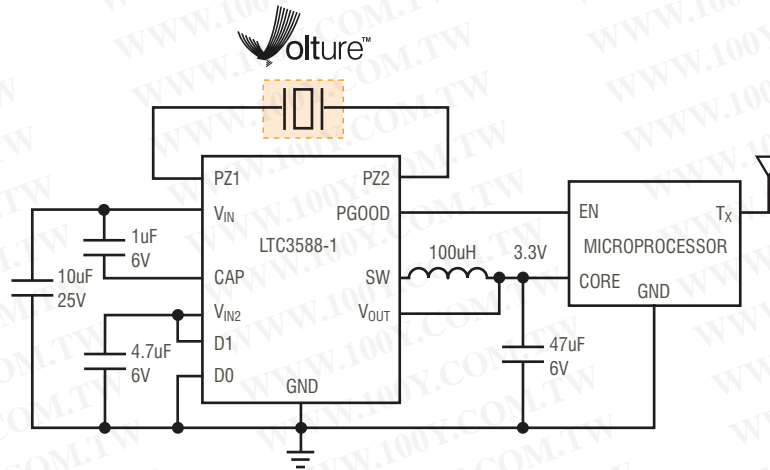 olture™
PZ1
PZ2
VIN
PGOOD
LTC3588-1
1uF
6V
CAP
SW
100uH
3.3V
10uF
25V
VIN2
VOUT
4.7uF
6V
D1
D0
GND
47uF
6V
EN
TX
MICROPROCESSOR
CORE
GND
WWW.100Y.COM.TW